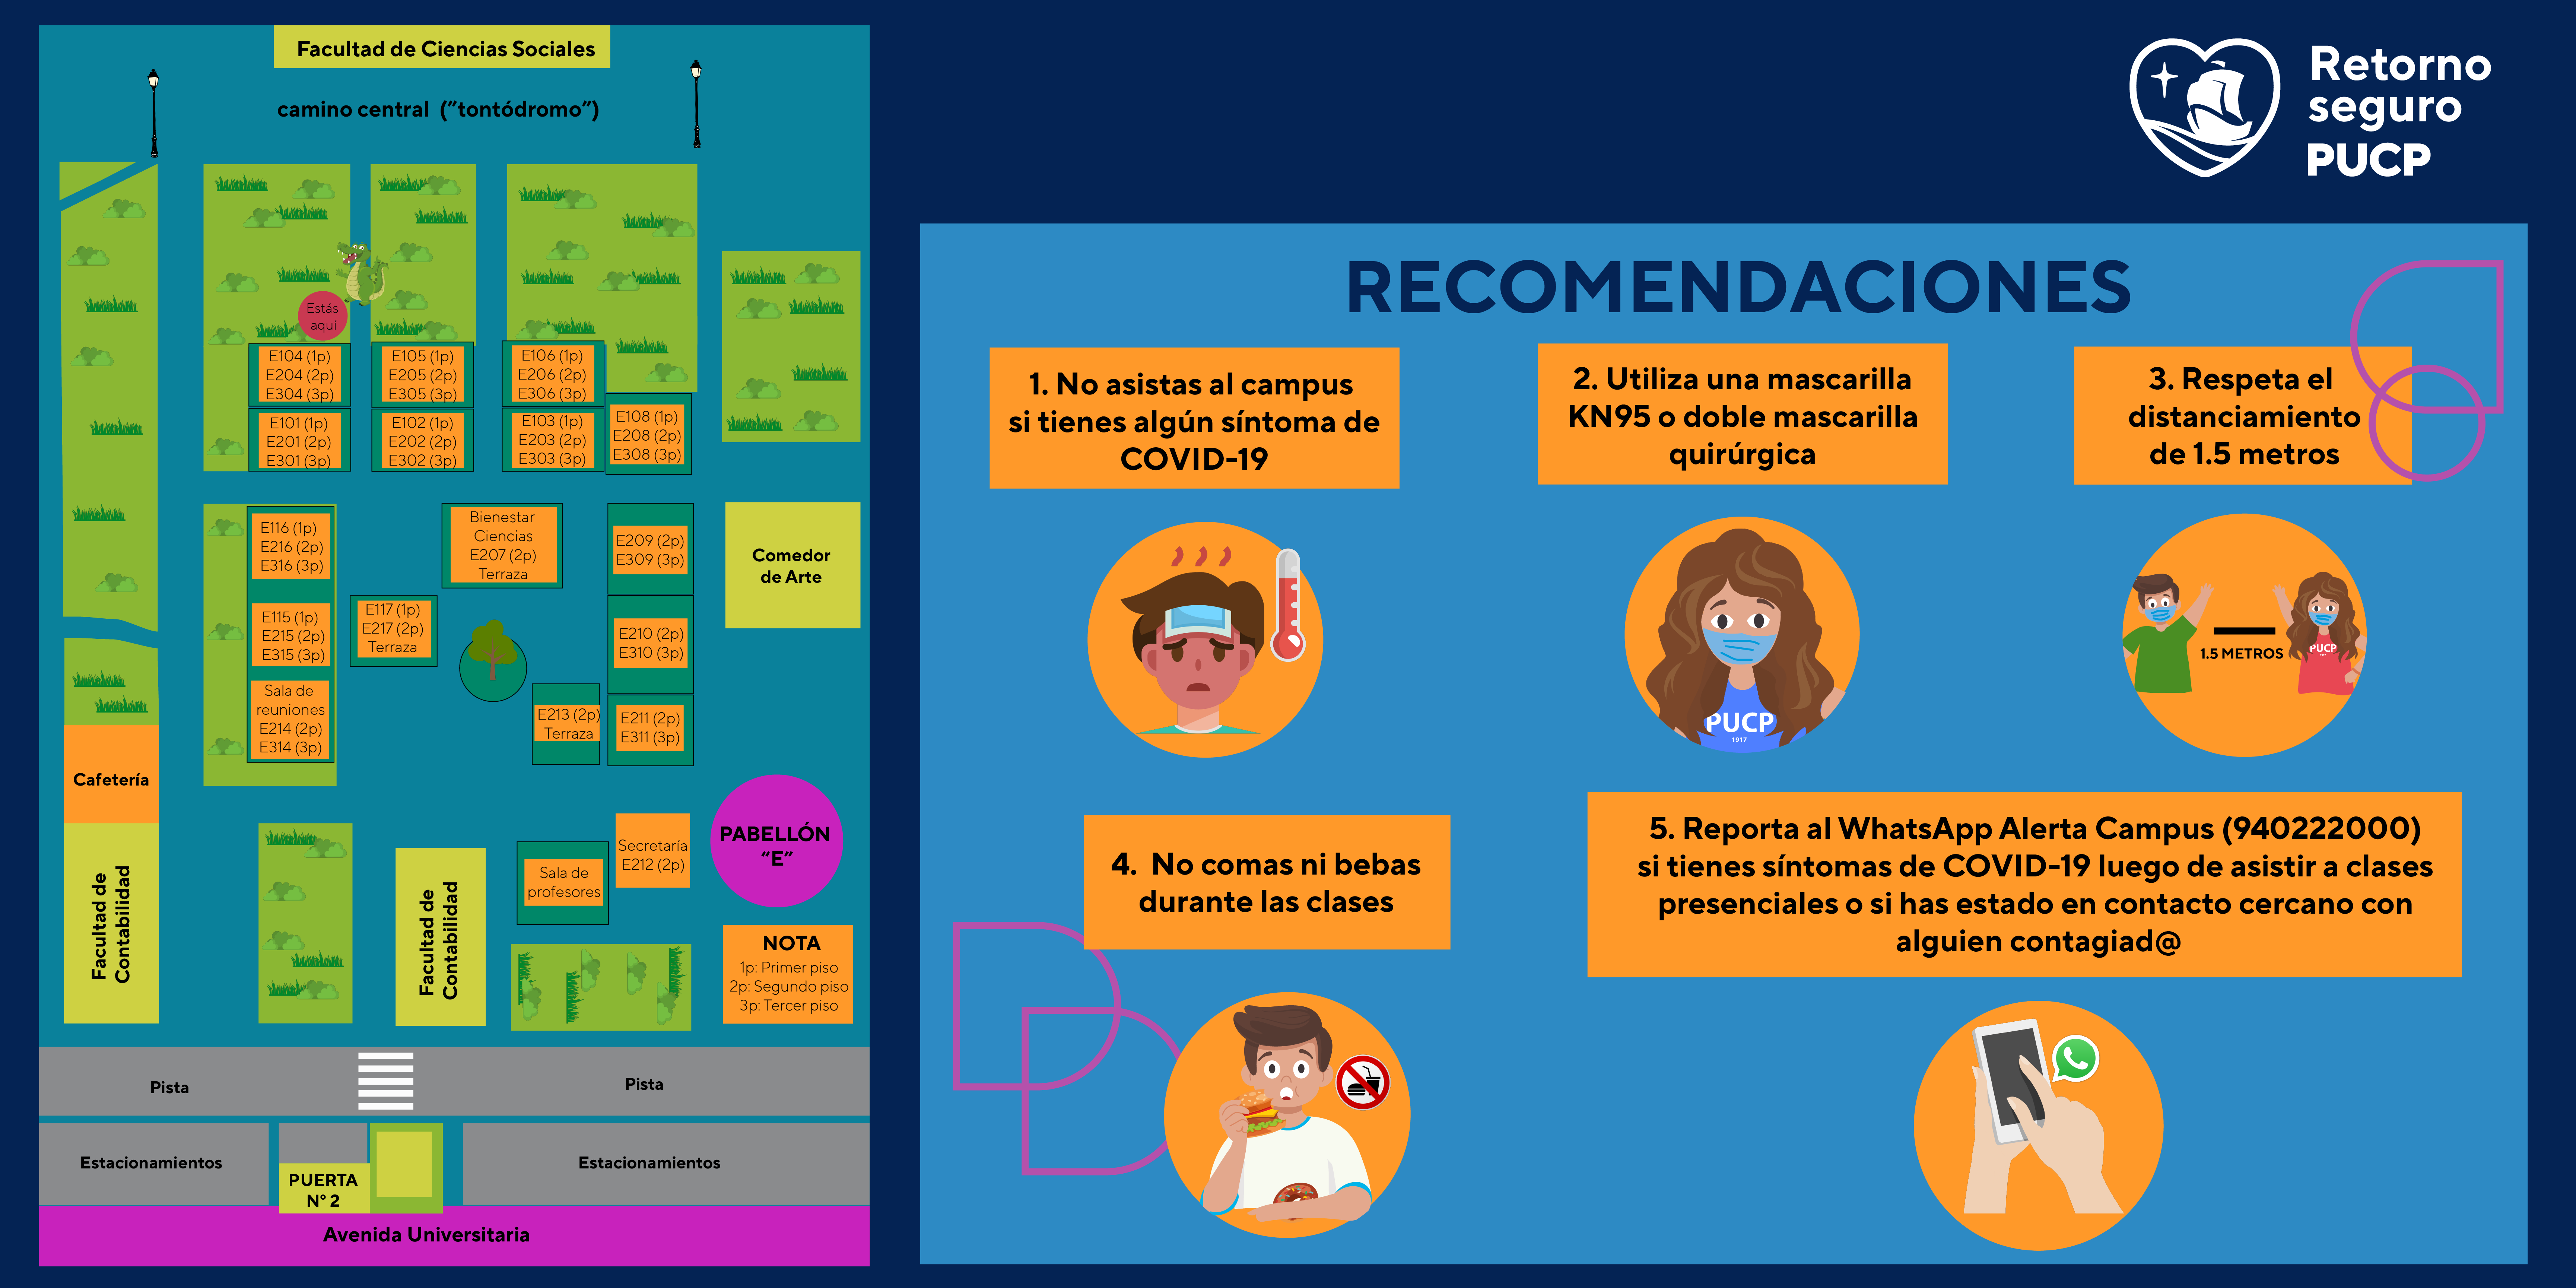 Facultad de Ciencias Sociales
camino central ("tontódromo")
Estás
aquí
E104 (1p)
E204 (2p)
E304 (3p)
E105 (1p)
E205 (2p)
E305 (3p)
E106 (1p)
E206 (2p)
E306 (3p)
E101 (1p)
E201 (2p)
E301 (3p)
E102 (1p)
E202 (2p)
E302 (3p)
E103 (1p)
E203 (2p)
E303 (3p)
E108 (1p)
E208 (2p)
E308 (3p)
E116 (1p)
E216 (2p)
E316 (3p)
Bienestar
Ciencias
E207 (2p)
Terraza
E209 (2p)
E309 (3p)
Comedor
de Arte
E115 (1p)
E215 (2p)
E315 (3p)
E117 (1p)
E217 (2p)
Terraza
E210 (2p)
E310 (3p)
Sala de
reuniones
E214 (2p)
E314 (3p)
E213 (2p)
Terraza
E211 (2p)
E311 (3p)
Cafetería
Facultad de
Contabilidad
Facultad de
Contabilidad
Sala de
profesores
Secretaría
E212 (2p)
PABELLÓN
"E"
NOTA
1p: Primer piso
2p: Segundo piso
3p: Tercer piso
Pista
Pista
Estacionamientos
PUERTA
N° 2
Estacionamientos
Avenida Universitaria
Retorno
seguro
PUCP
RECOMENDACIONES
1. No asistas al campus
si tienes algún síntoma de
COVID-19
2. Utiliza una mascarilla
KN95 o doble mascarilla
quirúrgica
PUCP
1917
3. Respeta el
distanciamiento
de 1.5 metros
1.5 METROS
PUCP
4. No comas ni bebas
durante las clases
5. Reporta al WhatsApp Alerta Campus (940222000)
si tienes síntomas de COVID-19 luego de asistir a clases
presenciales o si has estado en contacto cercano con
alguien contagiad@